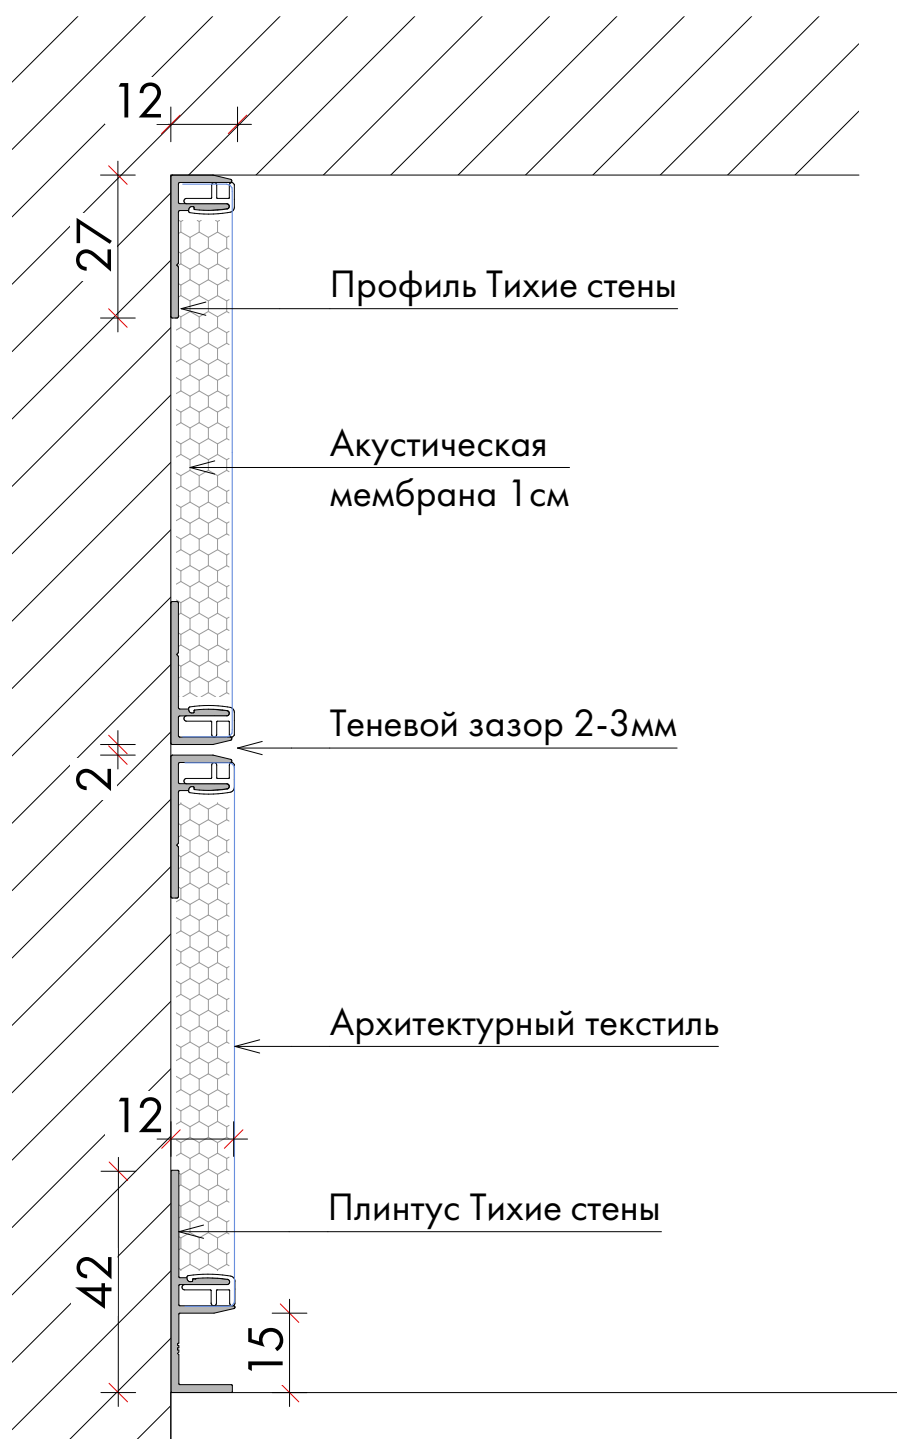 12
27
Профиль Тихие стены
Акустическая
мембрана 1см
Теневой зазор 2-3мм
2
Архитектурный текстиль
12
Плинтус Тихие стены
42
15